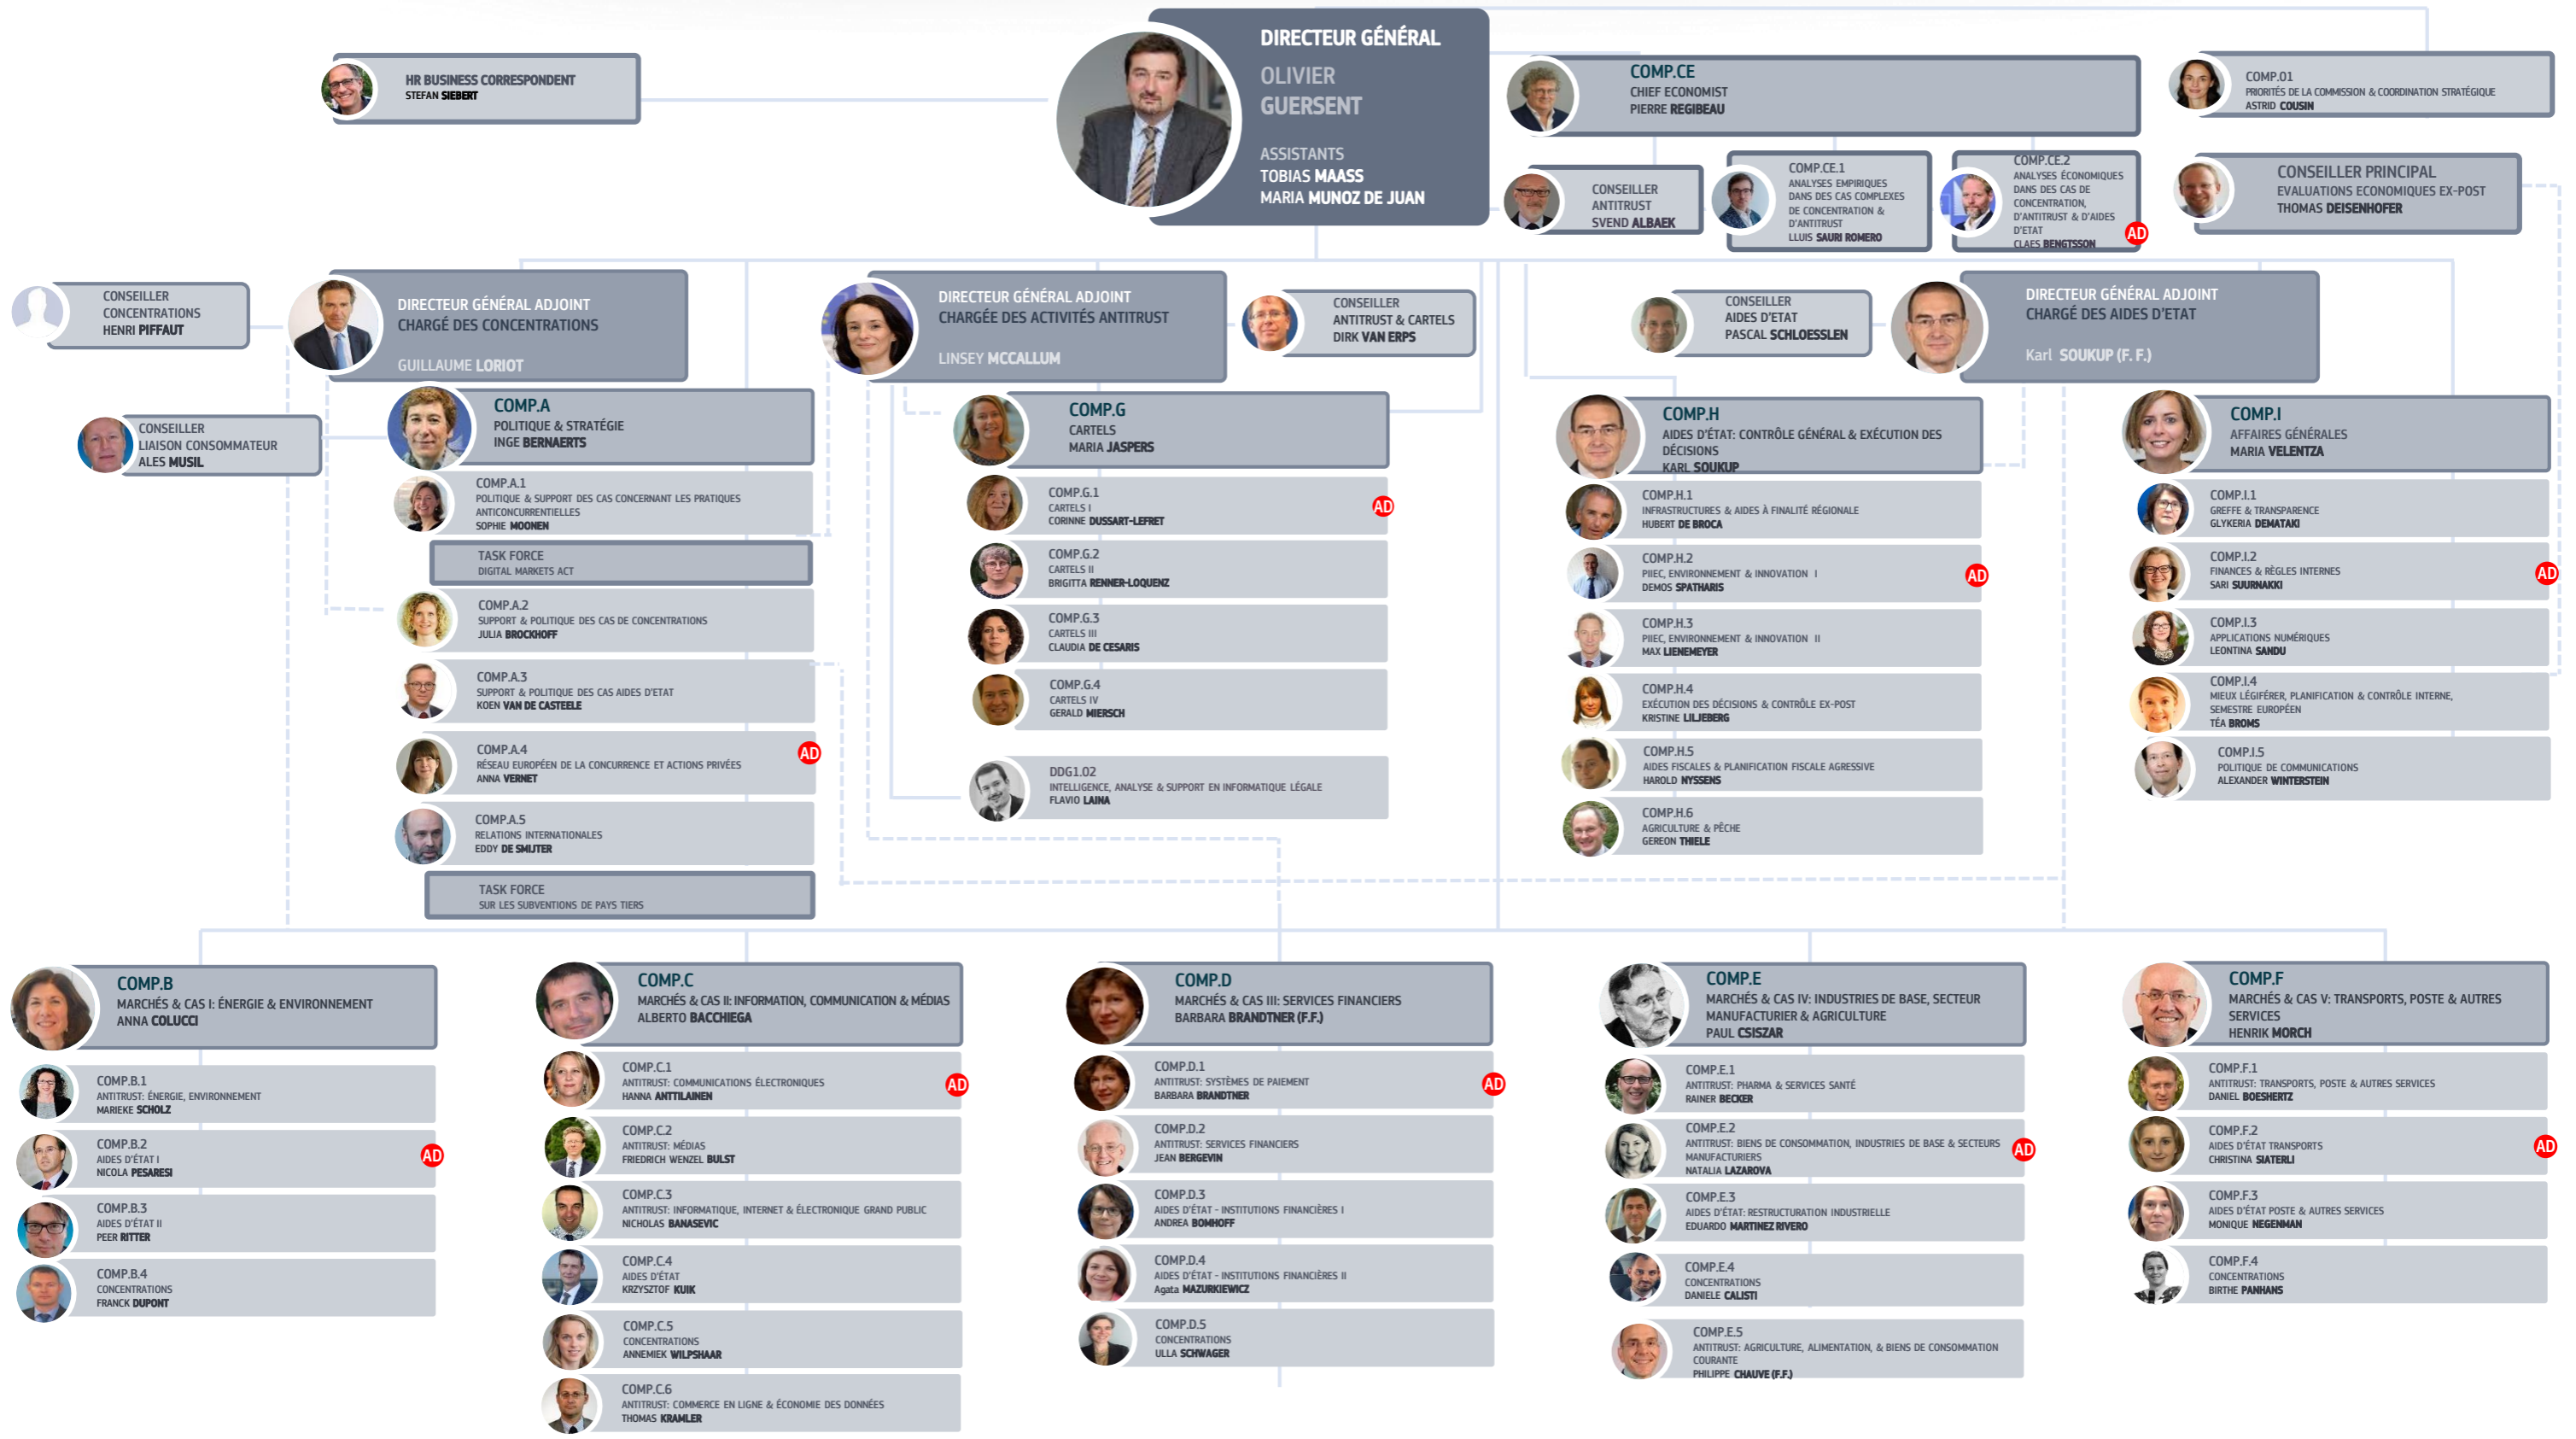 DIRECTEUR GÉNÉRAL
OLIVIER
GUERSENT
ASSISTANTS
TOBIAS MAASS
MARIA MUNOZ DE JUAN
HR BUSINESS CORRESPONDENT
STEFAN SIEBERT
COMP.CE
CHIEF ECONOMIST
PIERRE REGIBEAU
COMP.01
PRIORITÉS DE LA COMMISSION & COORDINATION STRATÉGIQUE
ASTRID COUSIN
CONSEILLER
ANTITRUST
SVEND ALBAEK
COMP.CE.1
ANALYSES EMPIRIQUES
DANS DES CAS COMPLEXES
DE CONCENTRATION &
D'ANTITRUST
LLUIS SAURI ROMERO
COMP.CE.2
ANALYSES ÉCONOMIQUES
DANS DES CAS DE
CONCENTRATION,
D'ANTITRUST & D'AIDES
D'ETAT
CLAES BENGTSSON
AD
CONSEILLER PRINCIPAL
EVALUATIONS ECONOMIQUES EX-POST
THOMAS DEISENHOFER
CONSEILLER
CONCENTRATIONS
HENRI PIFFAUT
DIRECTEUR GÉNÉRAL ADJOINT
CHARGÉ DES CONCENTRATIONS
GUILLAUME LORIOT
DIRECTEUR GÉNÉRAL ADJOINT
CHARGÉE DES ACTIVITÉS ANTITRUST
LINSEY MCCALLUM
CONSEILLER
ANTITRUST & CARTELS
DIRK VAN ERPS
CONSEILLER
AIDES D'ETAT
PASCAL SCHLOESSLEN
DIRECTEUR GÉNÉRAL ADJOINT
CHARGÉ DES AIDES D'ETAT
Karl SOUKUP (F. F.)
CONSEILLER
LIAISON CONSOMMATEUR
ALES MUSIL
COMP.A
POLITIQUE & STRATÉGIE
INGE BERNAERTS
COMP.A.1
POLITIQUE & SUPPORT DES CAS CONCERNANT LES PRATIQUES
ANTICONCURRENTIELLES
SOPHIE MOONEN
TASK FORCE
DIGITAL MARKETS ACT
COMP.A.2
SUPPORT & POLITIQUE DES CAS DE CONCENTRATIONS
JULIA BROCKHOFF
COMP.A.3
SUPPORT & POLITIQUE DES CAS AIDES D'ETAT
KOEN VAN DE CASTEELE
COMP.A.4
RÉSEAU EUROPÉEN DE LA CONCURRENCE ET ACTIONS PRIVÉES
ANNA VERNET
AD
COMP.A.5
RELATIONS INTERNATIONALES
EDDY DE SMIJTER
TASK FORCE
SUR LES SUBVENTIONS DE PAYS TIERS
COMP.G
CARTELS
MARIA JASPERS
COMP.G.1
CARTELS I
CORINNE DUSSART-LEFRET
AD
COMP.G.2
CARTELS II
BRIGITTA RENNER-LOQUENZ
COMP.G.3
CARTELS III
CLAUDIA DE CESARIS
COMP.G.4
CARTELS IV
GERALD MIERSCH
DDG1.02
INTELLIGENCE, ANALYSE & SUPPORT EN INFORMATIQUE LÉGALE
FLAVIO LAINA
COMP.H
AIDES D'ÉTAT: CONTRÔLE GÉNÉRAL & EXÉCUTION DES
DÉCISIONS
KARL SOUKUP
COMP.H.1
INFRASTRUCTURES & AIDES À FINALITÉ RÉGIONALE
HUBERT DE BROCA
COMP.H.2
PIIEC, ENVIRONNEMENT & INNOVATION I
DEMOS SPATHARIS
AD
COMP.H.3
PIIEC, ENVIRONNEMENT & INNOVATION II
MAX LIENEMEYER
COMP.H.4
EXÉCUTION DES DÉCISIONS & CONTRÔLE EX-POST
KRISTINE LILJEBERG
COMP.H.5
AIDES FISCALES & PLANIFICATION FISCALE AGRESSIVE
HAROLD NYSSENS
COMP.H.6
AGRICULTURE & PÊCHE
GEREON THIELE
COMP.I
AFFAIRES GÉNÉRALES
MARIA VELENTZA
COMP.I.1
GREFFE & TRANSPARENCE
GLYKERIA DEMATAKI
COMP.I.2
FINANCES & RÈGLES INTERNES
SARI SUURNAKKI
AD
COMP.I.3
APPLICATIONS NUMÉRIQUES
LEONTINA SANDU
COMP.I.4
MIEUX LÉGIFÉRER, PLANIFICATION & CONTRÔLE INTERNE,
SEMESTRE EUROPÉEN
TÉA BROMS
COMP.I.5
POLITIQUE DE COMMUNICATIONS
ALEXANDER WINTERSTEIN
COMP.B
MARCHÉS & CAS I: ÉNERGIE & ENVIRONNEMENT
ANNA COLUCCI
COMP.B.1
ANTITRUST: ÉNERGIE, ENVIRONNEMENT
MARIEKE SCHOLZ
COMP.B.2
AIDES D'ÉTAT I
NICOLA PESARESI
AD
COMP.B.3
AIDES D'ÉTAT II
PEER RITTER
COMP.B.4
CONCENTRATIONS
FRANCK DUPONT
COMP.C
MARCHÉS & CAS II: INFORMATION, COMMUNICATION & MÉDIAS
ALBERTO BACCHIEGA
COMP.C.1
ANTITRUST: COMMUNICATIONS ÉLECTRONIQUES
HANNA ANTTILAINEN
AD
COMP.C.2
ANTITRUST: MÉDIAS
FRIEDRICH WENZEL BULST
COMP.C.3
ANTITRUST: INFORMATIQUE, INTERNET & ÉLECTRONIQUE GRAND PUBLIC
NICHOLAS BANASEVIC
COMP.C.4
AIDES D'ÉTAT
KRZYSZTOF KUIK
COMP.C.5
CONCENTRATIONS
ANNEMIEK WILPSHAAR
COMP.C.6
ANTITRUST: COMMERCE EN LIGNE & ÉCONOMIE DES DONNÉES
THOMAS KRAMLER
COMP.D
MARCHÉS & CAS III: SERVICES FINANCIERS
BARBARA BRANDTNER (F.F.)
COMP.D.1
ANTITRUST: SYSTÈMES DE PAIEMENT
BARBARA BRANDTNER
AD
COMP.D.2
ANTITRUST: SERVICES FINANCIERS
JEAN BERGEVIN
COMP.D.3
AIDES D'ÉTAT - INSTITUTIONS FINANCIÈRES I
ANDREA BOMHOFF
COMP.D.4
AIDES D'ÉTAT - INSTITUTIONS FINANCIÈRES II
Agata MAZURKIEWICZ
COMP.D.5
CONCENTRATIONS
ULLA SCHWAGER
COMP.E
MARCHÉS & CAS IV: INDUSTRIES DE BASE, SECTEUR
MANUFACTURIER & AGRICULTURE
PAUL CSISZAR
COMP.E.1
ANTITRUST: PHARMA & SERVICES SANTÉ
RAINER BECKER
COMP.E.2
ANTITRUST: BIENS DE CONSOMMATION, INDUSTRIES DE BASE & SECTEURS
MANUFACTURIERS
NATALIA LAZAROVA
AD
COMP.E.3
AIDES D'ÉTAT: RESTRUCTURATION INDUSTRIELLE
EDUARDO MARTINEZ RIVERO
COMP.E.4
CONCENTRATIONS
DANIELE CALISTI
COMP.E.5
ANTITRUST: AGRICULTURE, ALIMENTATION, & BIENS DE CONSOMMATION
COURANTE
PHILIPPE CHAUVE (F.F.)
COMP.F
MARCHÉS & CAS V: TRANSPORTS, POSTE & AUTRES
SERVICES
HENRIK MORCH
COMP.F.1
ANTITRUST: TRANSPORTS, POSTE & AUTRES SERVICES
DANIEL BOESHERTZ
COMP.F.2
AIDES D'ÉTAT TRANSPORTS
CHRISTINA SIATERLI
AD
COMP.F.3
AIDES D'ÉTAT POSTE & AUTRES SERVICES
MONIQUE NEGENMAN
COMP.F.4
CONCENTRATIONS
BIRTHE PANHANS